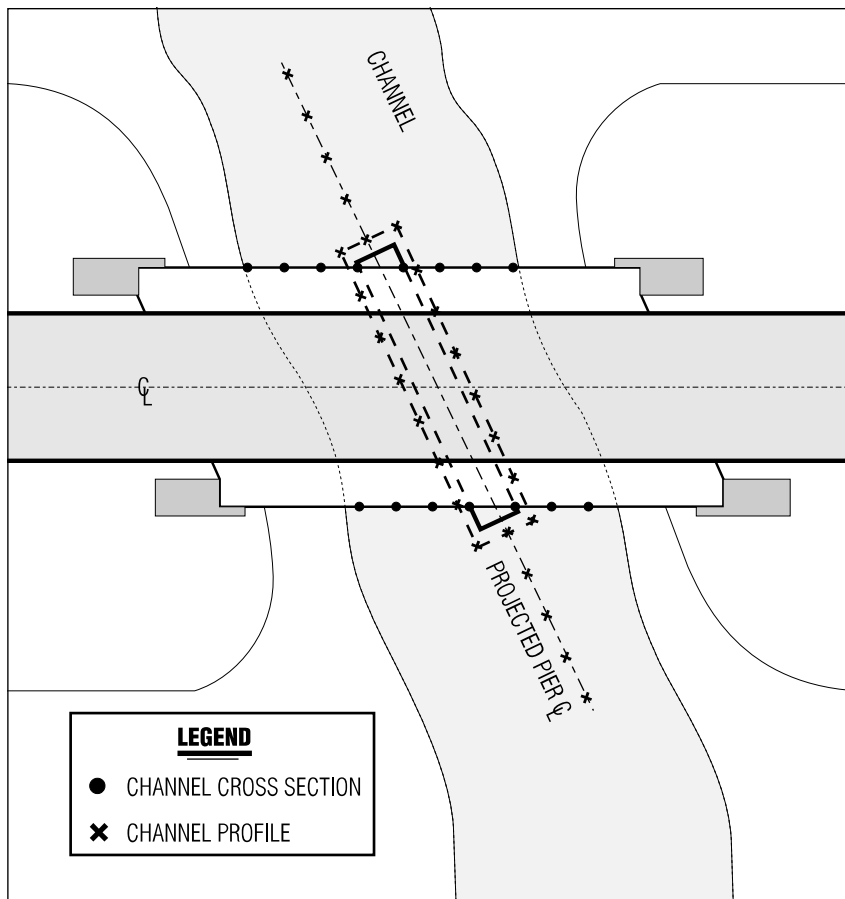 CHANNEL
℄
PROJECTED PIER ℄
LEGEND
CHANNEL CROSS SECTION
CHANNEL PROFILE